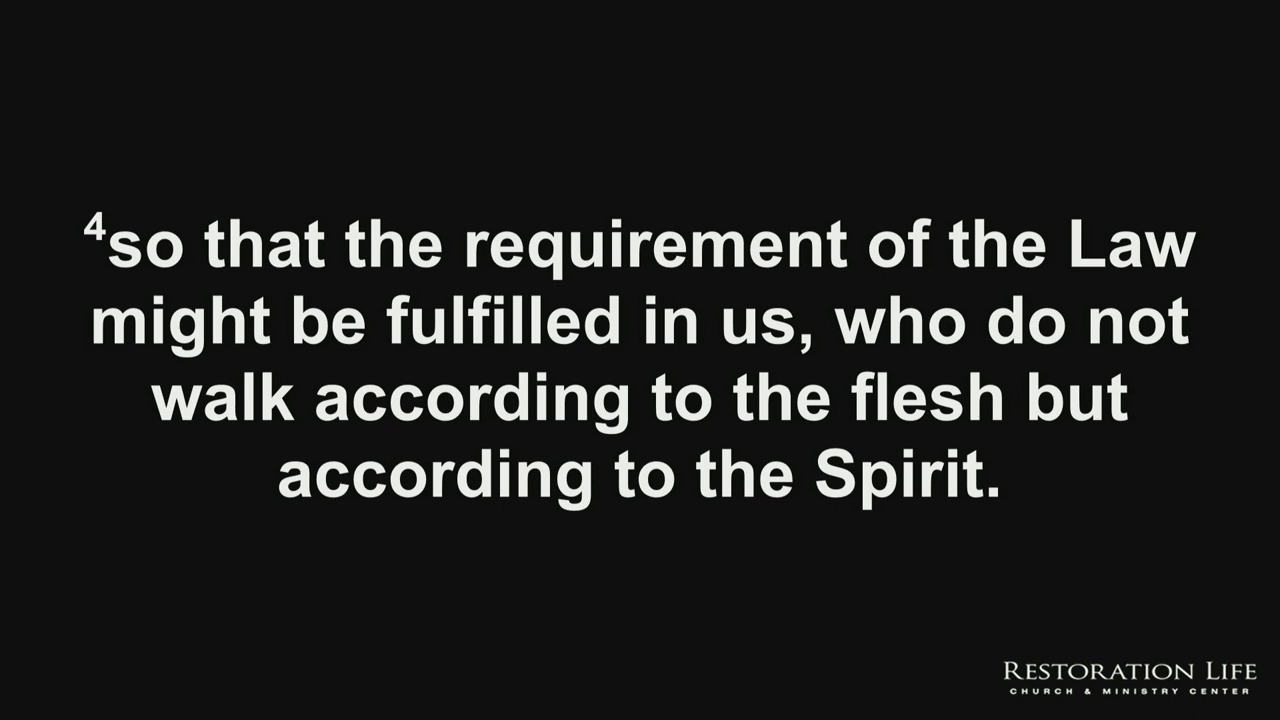 ⁴so that the requirement of the Law
might be fulfilled in us, who do not
walk according to the flesh but
according to the Spirit.
RESTORATION LIFE
CHURCH & MINISTRY CENTER